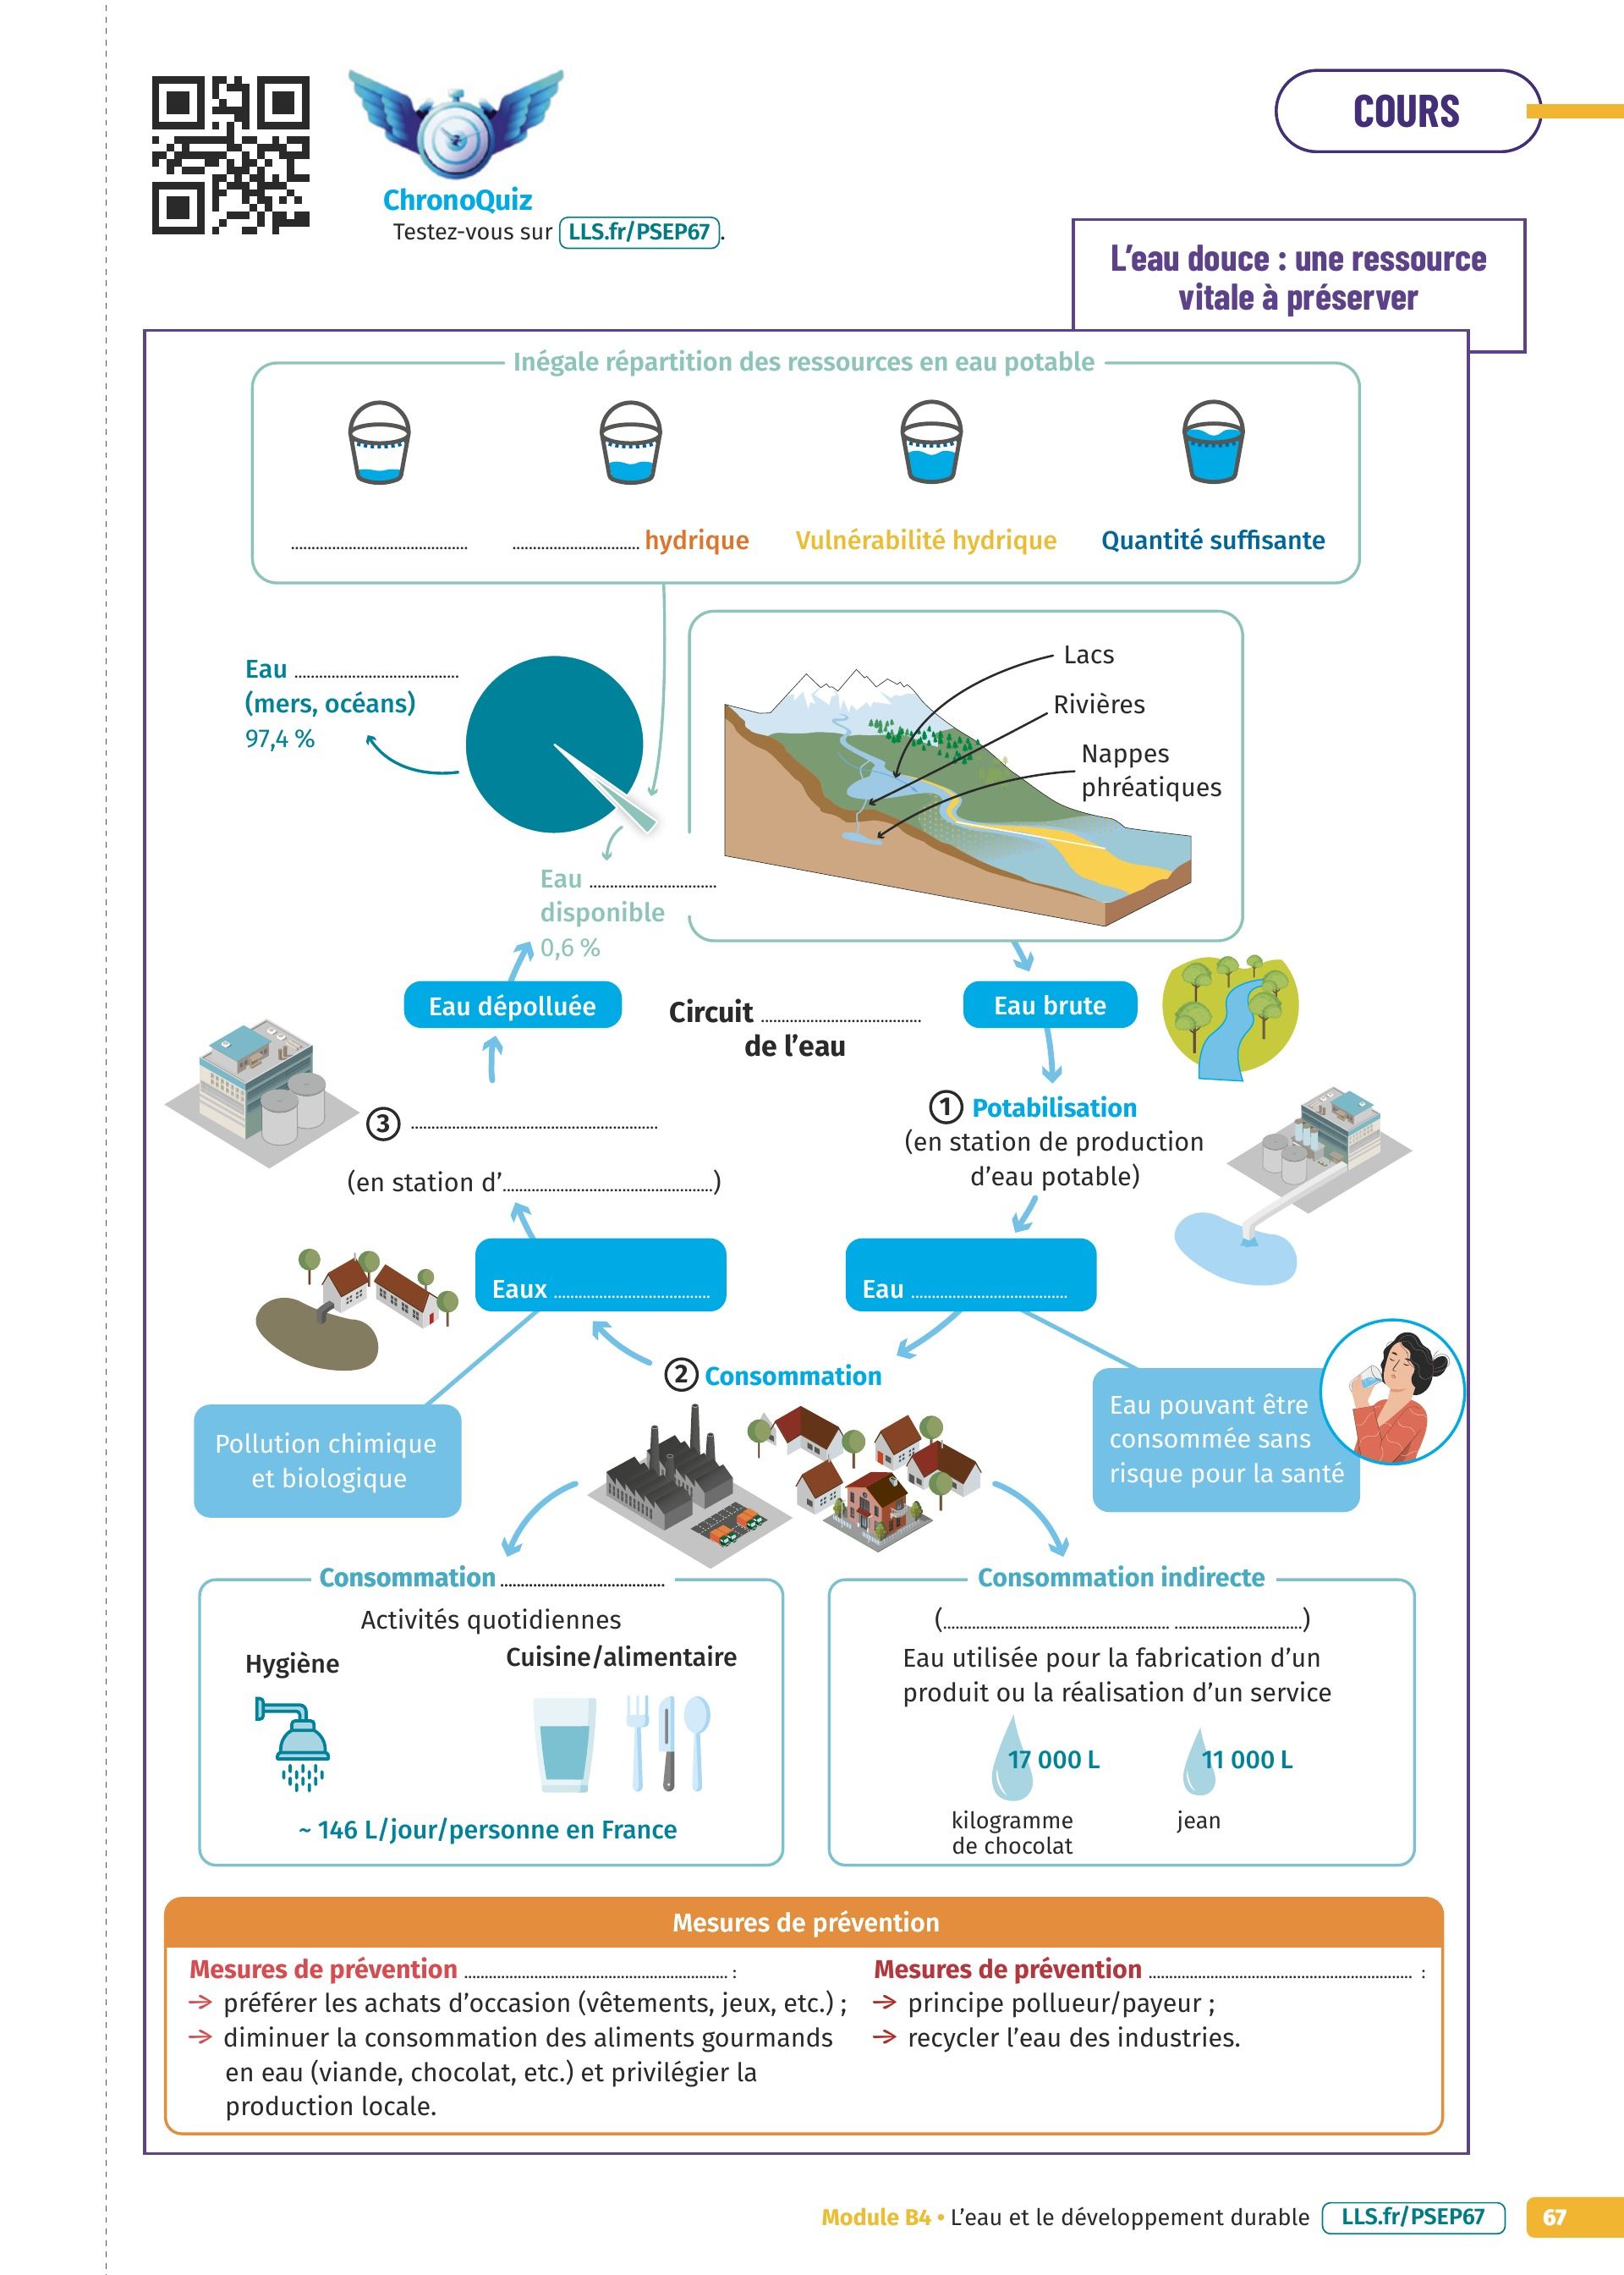 COURS
ChronoQuiz
Testez-vous sur LLS.fr/PSEP67.
L'eau douce : une ressource
vitale à préserver
Inégale répartition des ressources en eau potable
.................... .................... hydrique Vulnérabilité hydrique Quantité suffisante
Eau ....................
(mers, océans)
97,4 %
Lacs
Rivières
Nappes
phréatiques
Eau ....................
disponible
0,6 %
Eau dépolluée
Circuit ....................
de l'eau
Eau brute
3 ....................
(en station d'....................)
1 Potabilisation
(en station de production
d'eau potable)
Eaux ....................
Eau ....................
2 Consommation
Pollution chimique
et biologique
Eau pouvant être
consommée sans
risque pour la santé
Consommation ....................
Activités quotidiennes
Hygiène
Cuisine/alimentaire
~ 146 L/jour/personne en France
Consommation indirecte
(.................... ....................)
Eau utilisée pour la fabrication d'un
produit ou la réalisation d'un service
17 000 L
11 000 L
kilogramme
de chocolat
jean
Mesures de prévention
Mesures de prévention .................... :
→ préférer les achats d'occasion (vêtements, jeux, etc.) ;
→ diminuer la consommation des aliments gourmands
en eau (viande, chocolat, etc.) et privilégier la
production locale.
Mesures de prévention .................... :
→ principe pollueur/payeur ;
→ recycler l'eau des industries.
Module B4 • L'eau et le développement durable LLS.fr/PSEP67 67